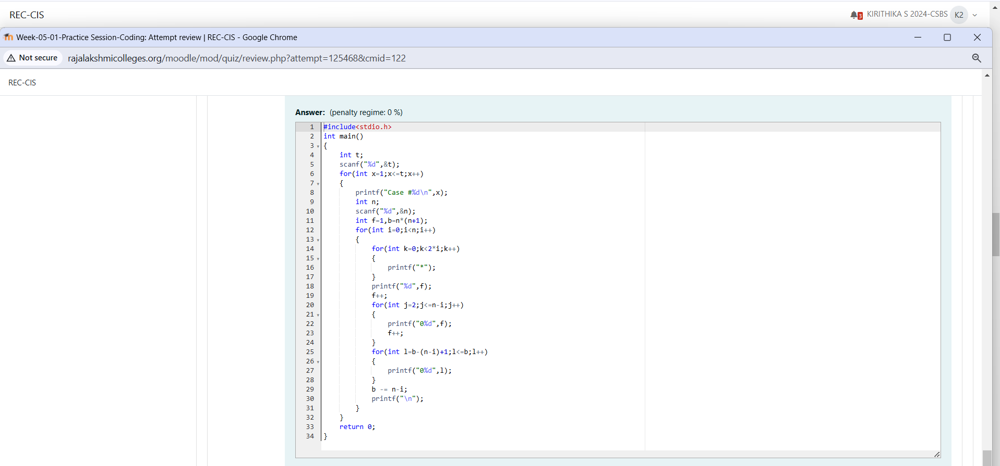 REC-CIS
3 KIRITHIKA S 2024-CSBS K2
Week-05-01-Practice Session-Coding: Attempt review | REC-CIS - Google Chrome
Not secure rajalakshmicolleges.org/moodle/mod/quiz/review.php?attempt=125468&cmid=122
REC-CIS
Answer: (penalty regime: 0 %)
1 #include<stdio.h>
2 int main()
3 {
4     int t;
5     scanf("%d",&t);
6     for(int x=1;x<=t;x++)
7     {
8         printf("Case #%d\n",x);
9         int n;
10         scanf("%d",&n);
11         int f=1,b=n*(n+1);
12         for(int i=0;i<n;i++)
13         {
14             for(int k=0;k<2*i;k++)
15             {
16                 printf("*");
17             }
18             printf("%d",f);
19             f++;
20             for(int j=2;j<=n-i;j++)
21             {
22                 printf("0%d",f);
23                 f++;
24             }
25             for(int l=b-(n-i)+1;l<=b;l++)
26             {
27                 printf("0%d",l);
28             }
29             b -= n-i;
30             printf("\n");
31         }
32     }
33     return 0;
34 }